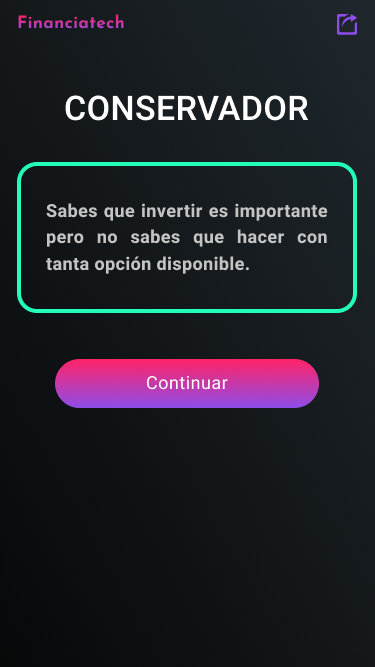 Financiatech
CONSERVADOR
Sabes que invertir es importante
pero no sabes que hacer con
tanta opción disponible.
Continuar